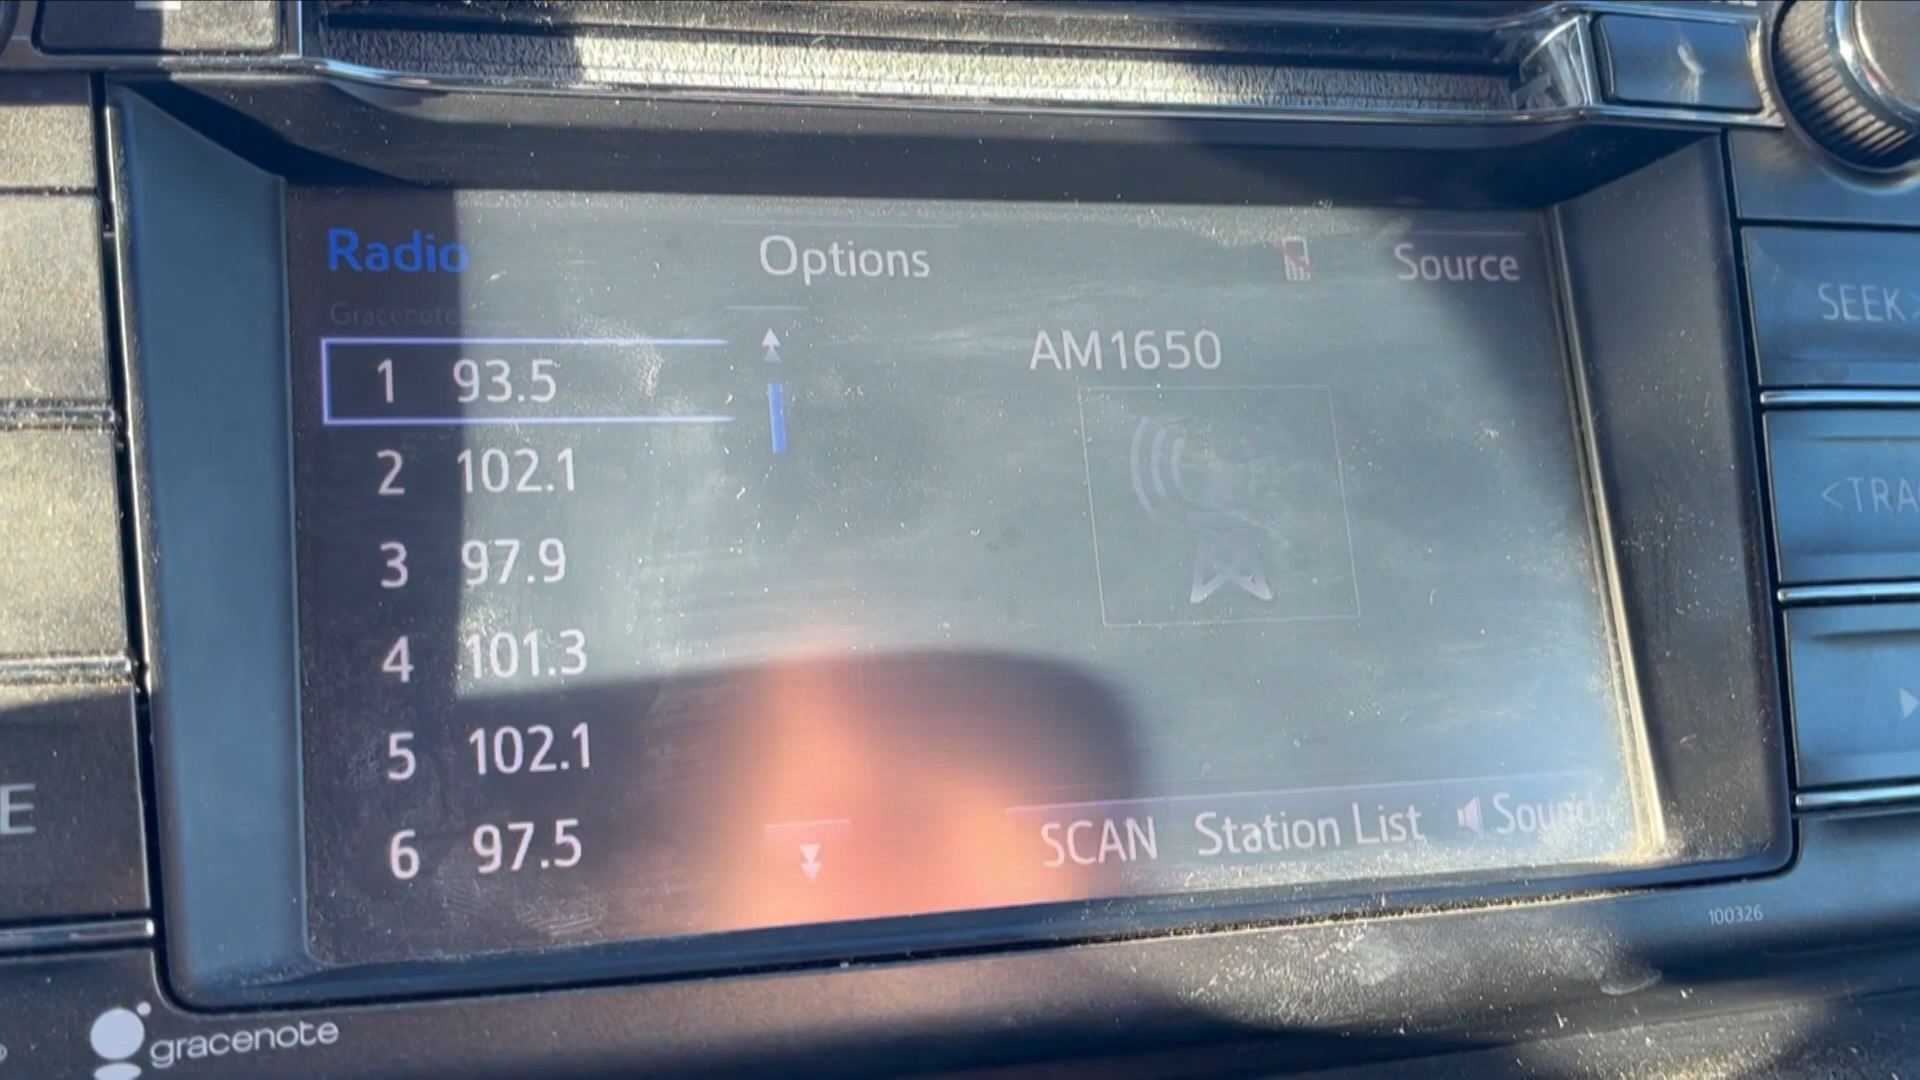 Radio Options Source
Gracenote
AM1650
1 93.5
2 102.1
3 97.9
4 101.3
5 102.1
6 97.5
SCAN Station List Sound
SEEK>
<TRA
E
100326
gracenote